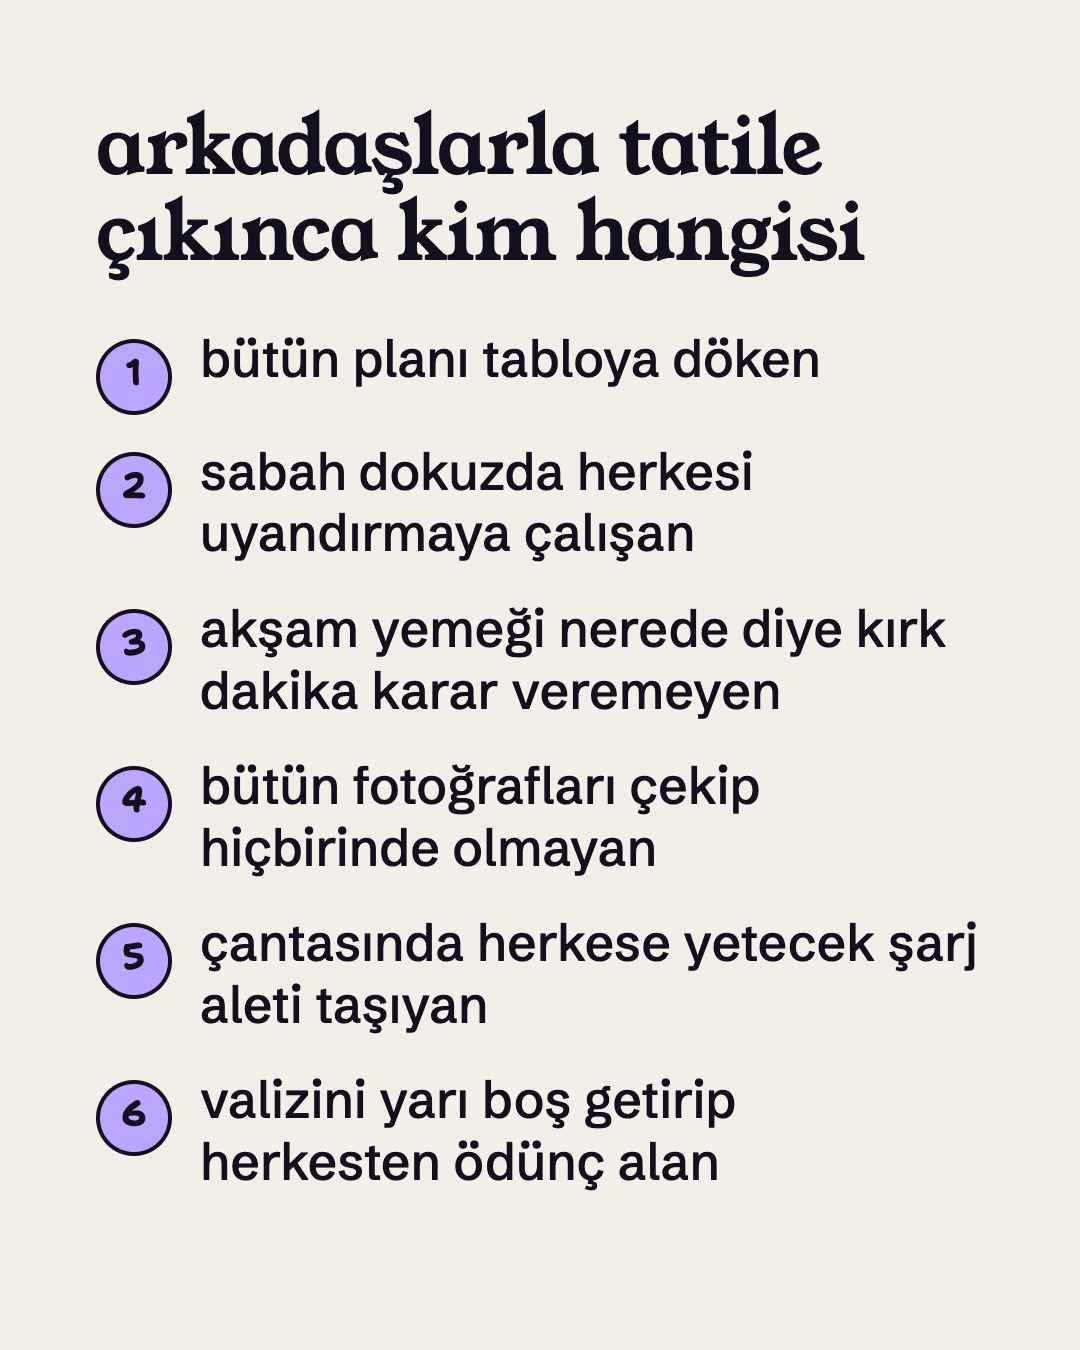 arkadaşlarla tatile
çıkınca kim hangisi
1 bütün planı tabloya döken
2 sabah dokuzda herkesi
uyandırmaya çalışan
3 akşam yemeği nerede diye kırk
dakika karar veremeyen
4 bütün fotoğrafları çekip
hiçbirinde olmayan
5 çantasında herkese yetecek şarj
aleti taşıyan
6 valizini yarı boş getirip
herkesten ödünç alan